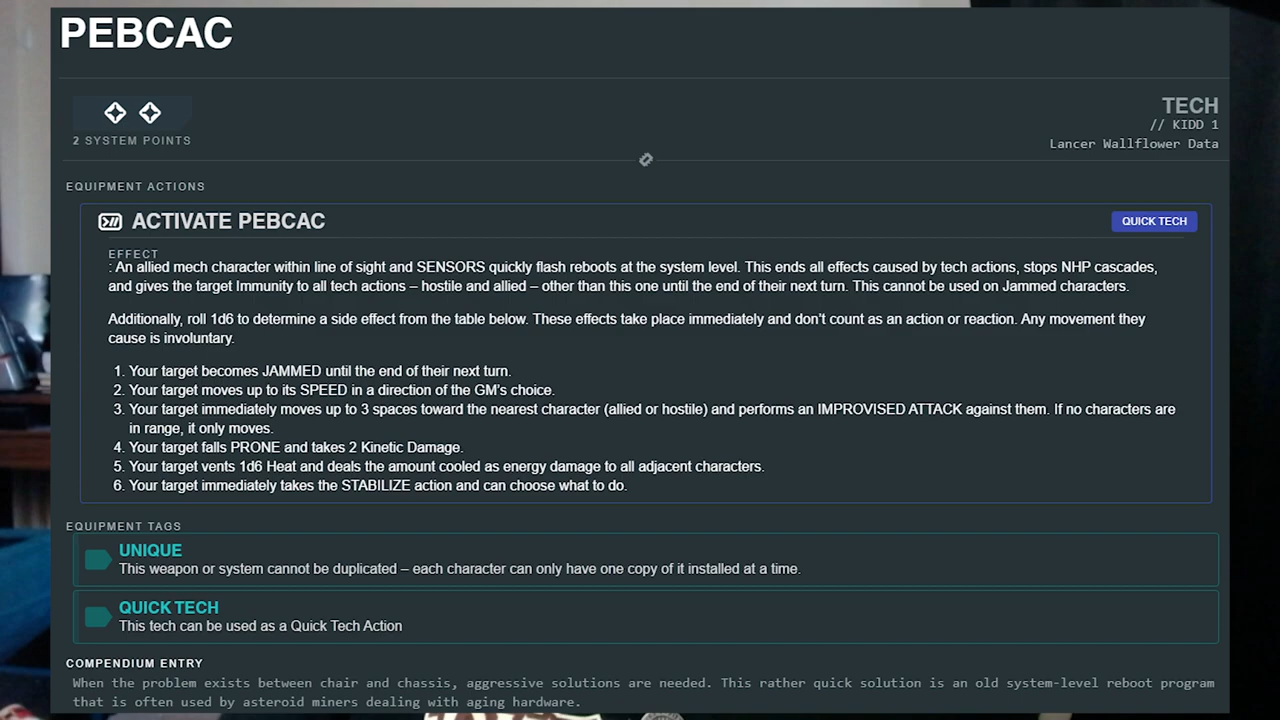 PEBCAC
2 SYSTEM POINTS
TECH
// KIDD 1
Lancer Wallflower Data
EQUIPMENT ACTIONS
ACTIVATE PEBCAC
QUICK TECH
EFFECT
: An allied mech character within line of sight and SENSORS quickly flash reboots at the system level. This ends all effects caused by tech actions, stops NHP cascades,
and gives the target Immunity to all tech actions – hostile and allied – other than this one until the end of their next turn. This cannot be used on Jammed characters.
Additionally, roll 1d6 to determine a side effect from the table below. These effects take place immediately and don't count as an action or reaction. Any movement they
cause is involuntary.
1. Your target becomes JAMMED until the end of their next turn.
2. Your target moves up to its SPEED in a direction of the GM's choice.
3. Your target immediately moves up to 3 spaces toward the nearest character (allied or hostile) and performs an IMPROVISED ATTACK against them. If no characters are
in range, it only moves.
4. Your target falls PRONE and takes 2 Kinetic Damage.
5. Your target vents 1d6 Heat and deals the amount cooled as energy damage to all adjacent characters.
6. Your target immediately takes the STABILIZE action and can choose what to do.
EQUIPMENT TAGS
UNIQUE
This weapon or system cannot be duplicated – each character can only have one copy of it installed at a time.
QUICK TECH
This tech can be used as a Quick Tech Action
COMPENDIUM ENTRY
When the problem exists between chair and chassis, aggressive solutions are needed. This rather quick solution is an old system-level reboot program
that is often used by asteroid miners dealing with aging hardware.